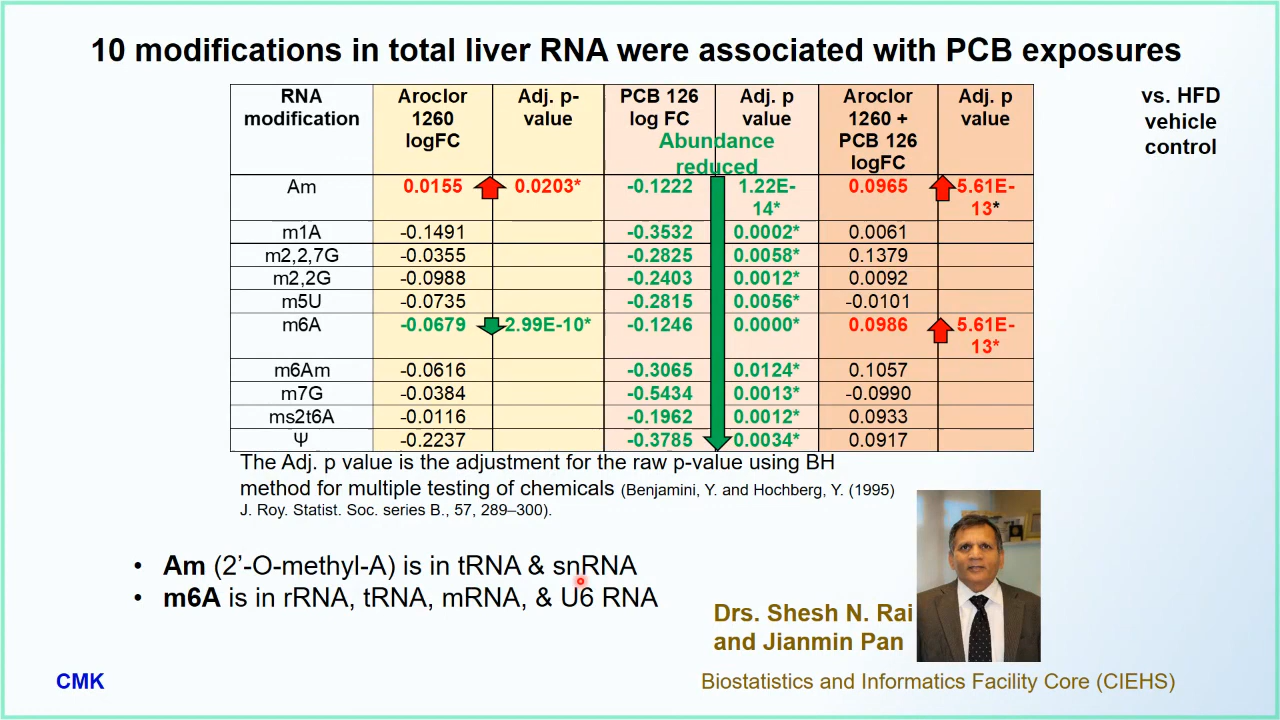 10 modifications in total liver RNA were associated with PCB exposures
RNA modification | Aroclor 1260 logFC | Adj. p-value | PCB 126 log FC | Adj. p value | Aroclor 1260 + PCB 126 logFC | Adj. p value
Abundance reduced
vs. HFD
vehicle
control
Am 0.0155 0.0203* -0.1222 1.22E-14* 0.0965 5.61E-13*
m1A -0.1491 -0.3532 0.0002* 0.0061
m2,2,7G -0.0355 -0.2825 0.0058* 0.1379
m2,2G -0.0988 -0.2403 0.0012* 0.0092
m5U -0.0735 -0.2815 0.0056* -0.0101
m6A -0.0679 2.99E-10* -0.1246 0.0000* 0.0986 5.61E-13*
m6Am -0.0616 -0.3065 0.0124* 0.1057
m7G -0.0384 -0.5434 0.0013* -0.0990
ms2t6A -0.0116 -0.1962 0.0012* 0.0933
Ψ -0.2237 -0.3785 0.0034* 0.0917
The Adj. p value is the adjustment for the raw p-value using BH
method for multiple testing of chemicals (Benjamini, Y. and Hochberg, Y. (1995)
J. Roy. Statist. Soc. series B., 57, 289–300).
• Am (2’-O-methyl-A) is in tRNA & snRNA
• m6A is in rRNA, tRNA, mRNA, & U6 RNA
Drs. Shesh N. Rai
and Jianmin Pan
CMK
Biostatistics and Informatics Facility Core (CIEHS)